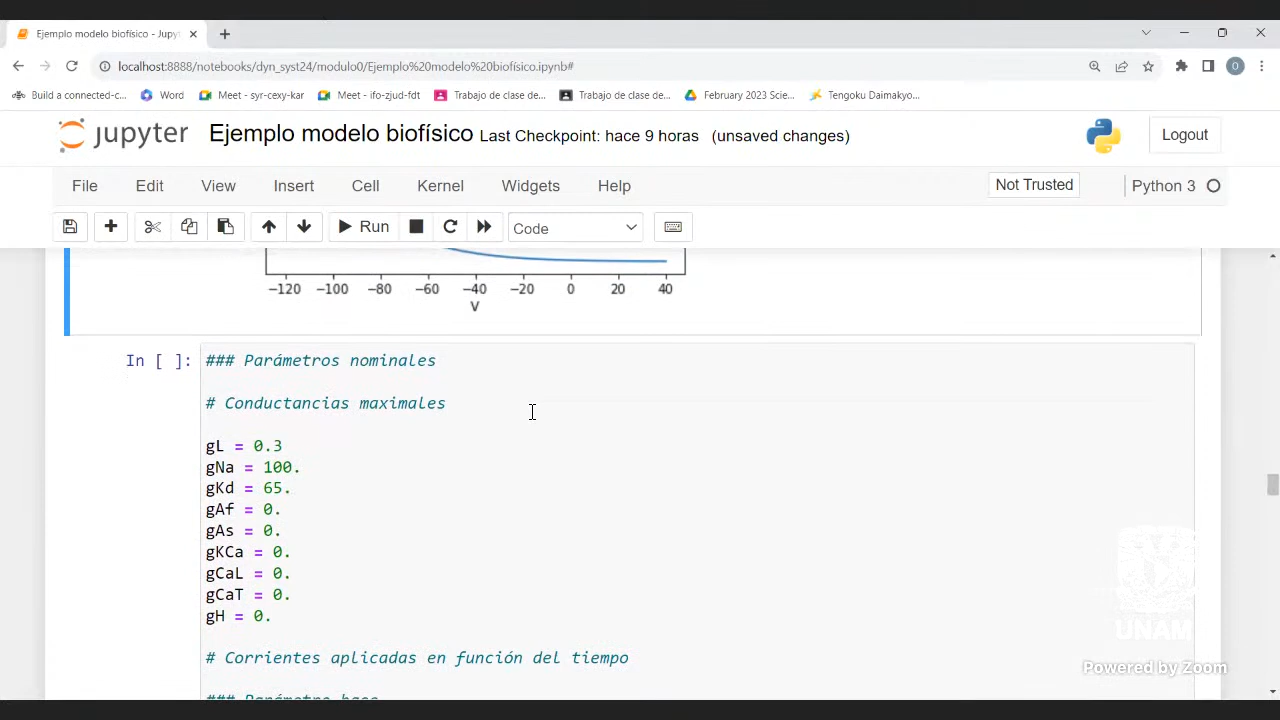 Ejemplo modelo biofísico - Jupyt
localhost:8888/notebooks/dyn_syst24/modulo0/Ejemplo%20modelo%20biofísico.ipynb#
O
Build a connected-c...
Word
Meet - syr-cexy-kar
Meet - ifo-zjud-fdt
Trabajo de clase de...
Trabajo de clase de...
February 2023 Scie...
Tengoku Daimakyo...
jupyter Ejemplo modelo biofísico Last Checkpoint: hace 9 horas (unsaved changes)
Logout
File Edit View Insert Cell Kernel Widgets Help
Not Trusted
Python 3
Run
Code
−120 −100 −80 −60 −40 −20 0 20 40
V
In [ ]: ### Parámetros nominales
# Conductancias maximales
gL = 0.3
gNa = 100.
gKd = 65.
gAf = 0.
gAs = 0.
gKCa = 0.
gCaL = 0.
gCaT = 0.
gH = 0.
# Corrientes aplicadas en función del tiempo
### Parámetro base
UNAM
Powered by Zoom